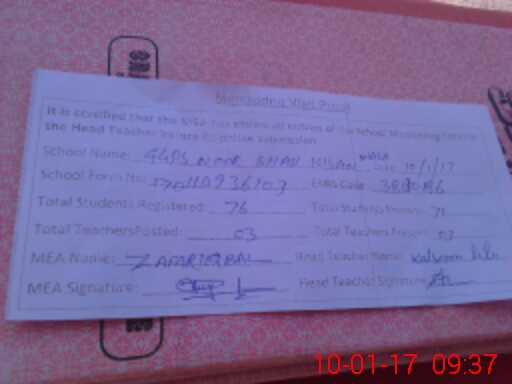 Monitoring Visit Proof
It is certified that the MEA has shown all entries of the School Monitoring Form to
the Head Teacher before its online submission
School Name: GGPS NOOR SHAH Date: 10/1/17
School Form No: EMIS Code:
Total Students Registered: 76 Total Students Present: 71
Total Teachers Posted: 03 Total Teachers Present: 03
MEA Name: ZAFAR IQBAL Head Teacher Name: Kalsoom bibi
MEA Signature: Head Teacher Signature:
10-01-17 09:37